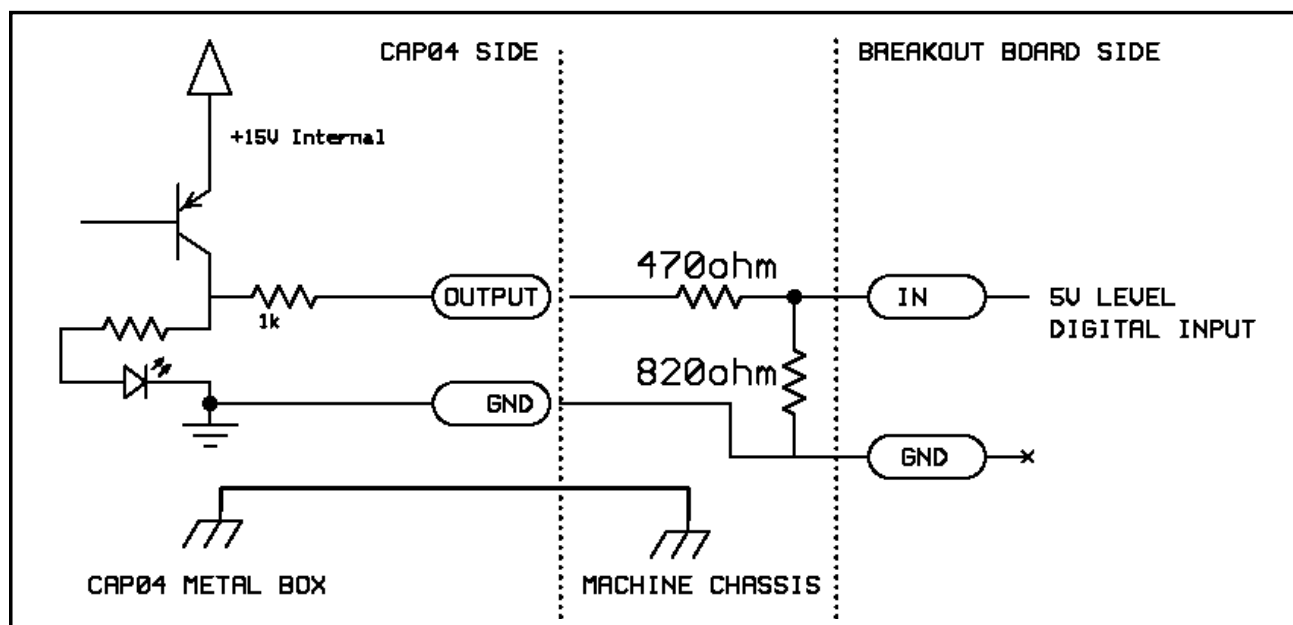 CAP04 SIDE
BREAKOUT BOARD SIDE
+15V Internal
470ohm
OUTPUT
IN
5V LEVEL
DIGITAL INPUT
1k
820ohm
GND
GND
CAP04 METAL BOX
MACHINE CHASSIS